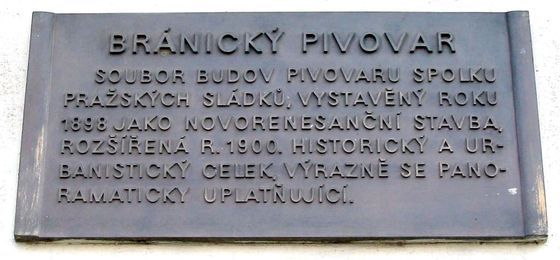 BRÁNICKÝ PIVOVAR
SOUBOR BUDOV PIVOVARU SPOLKU
PRAŽSKÝCH SLÁDKŮ, VYSTAVĚNÝ ROKU
1898 JAKO NOVORENESANČNÍ STAVBA,
ROZŠÍŘENÁ R. 1900. HISTORICKÝ A UR-
BANISTICKÝ CELEK, VÝRAZNĚ SE PANO-
RAMATICKY UPLATŇUJÍCÍ.